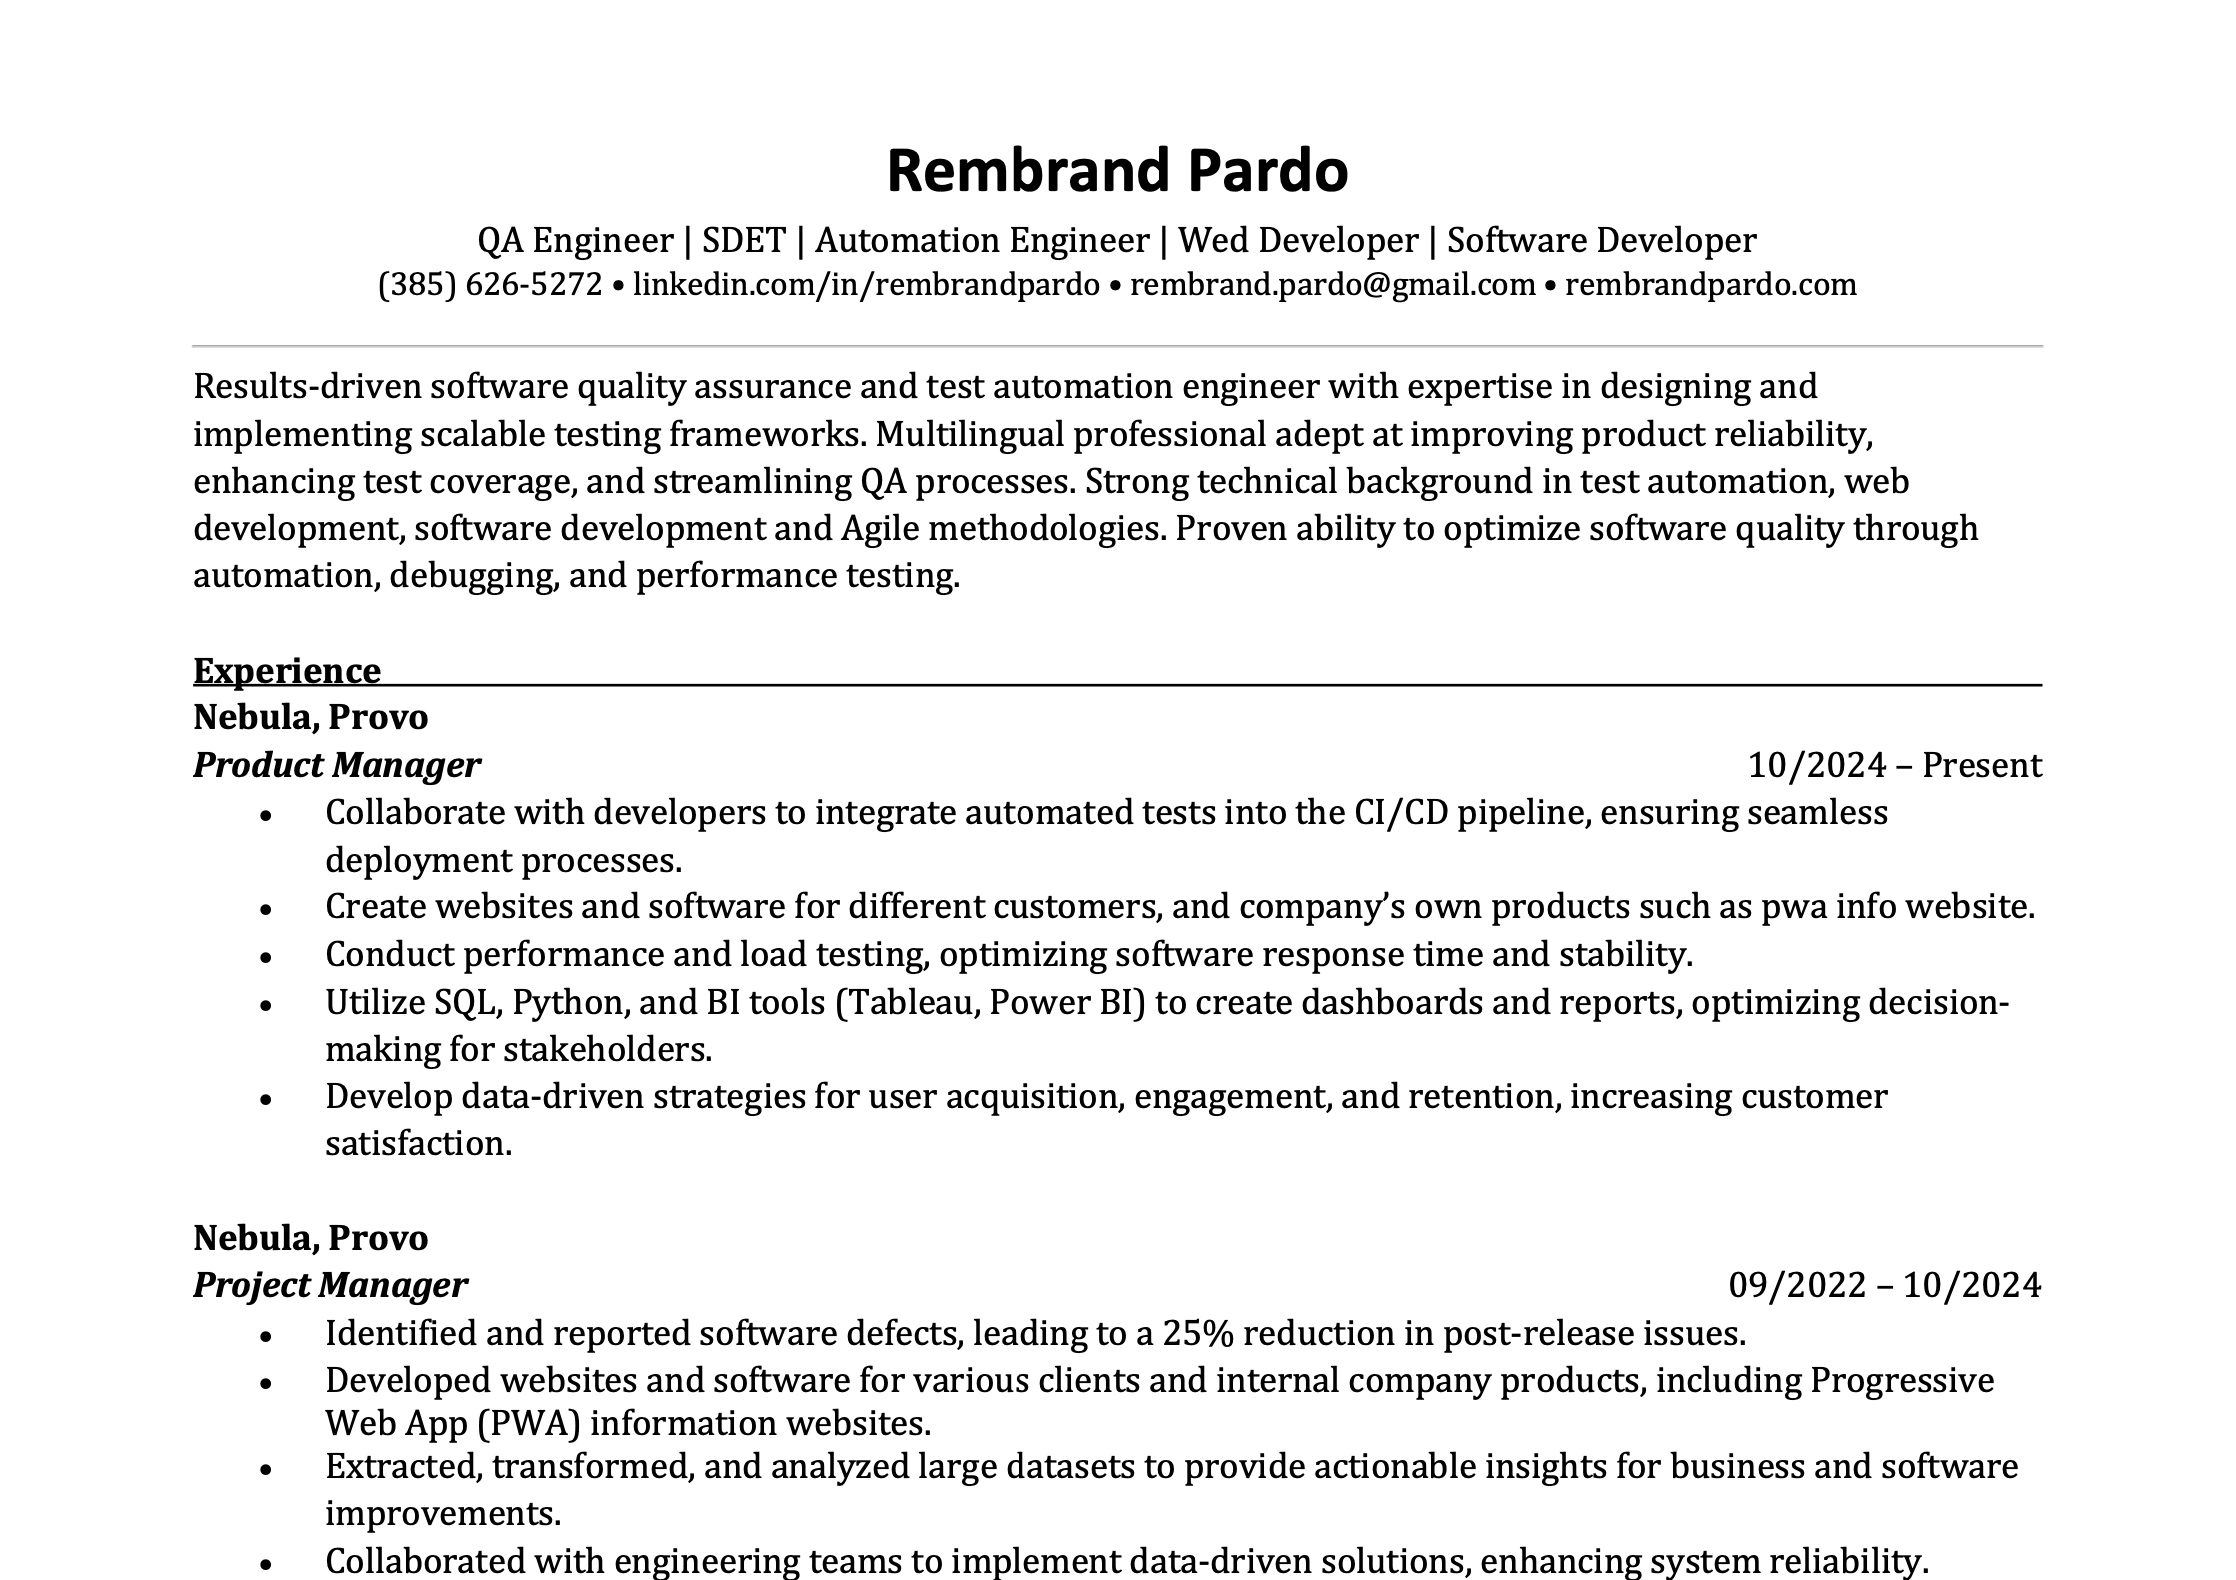 Rembrand Pardo
QA Engineer | SDET | Automation Engineer | Wed Developer | Software Developer
(385) 626-5272 • linkedin.com/in/rembrandpardo • rembrand.pardo@gmail.com • rembrandpardo.com
Results-driven software quality assurance and test automation engineer with expertise in designing and
implementing scalable testing frameworks. Multilingual professional adept at improving product reliability,
enhancing test coverage, and streamlining QA processes. Strong technical background in test automation, web
development, software development and Agile methodologies. Proven ability to optimize software quality through
automation, debugging, and performance testing.
Experience
Nebula, Provo
Product Manager 10/2024 – Present
• Collaborate with developers to integrate automated tests into the CI/CD pipeline, ensuring seamless
deployment processes.
• Create websites and software for different customers, and company’s own products such as pwa info website.
• Conduct performance and load testing, optimizing software response time and stability.
• Utilize SQL, Python, and BI tools (Tableau, Power BI) to create dashboards and reports, optimizing decision-
making for stakeholders.
• Develop data-driven strategies for user acquisition, engagement, and retention, increasing customer
satisfaction.
Nebula, Provo
Project Manager 09/2022 – 10/2024
• Identified and reported software defects, leading to a 25% reduction in post-release issues.
• Developed websites and software for various clients and internal company products, including Progressive
Web App (PWA) information websites.
• Extracted, transformed, and analyzed large datasets to provide actionable insights for business and software
improvements.
• Collaborated with engineering teams to implement data-driven solutions, enhancing system reliability.